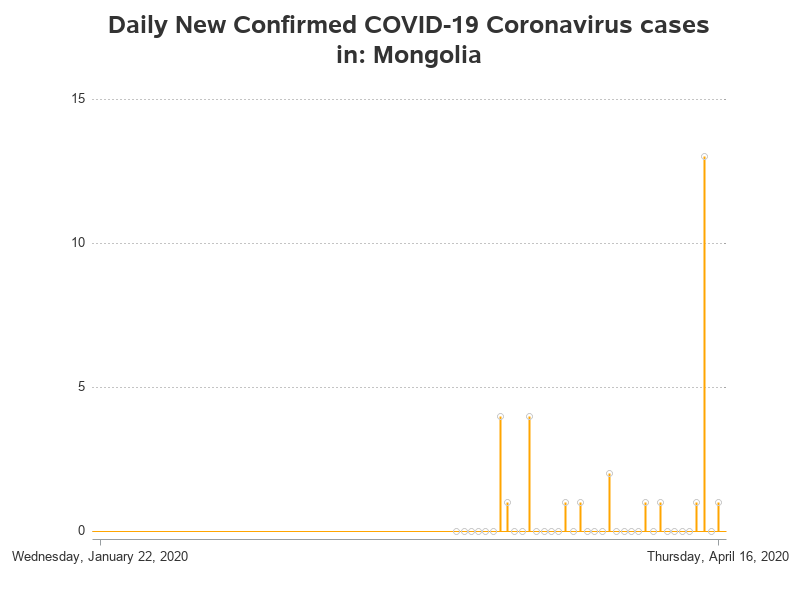 Daily New Confirmed COVID-19 Coronavirus cases
in: Mongolia
15
10
5
0
Wednesday, January 22, 2020
Thursday, April 16, 2020